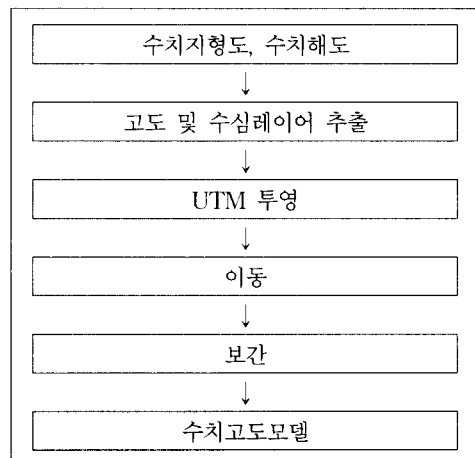 수치지형도, 수치해도
↓
고도 및 수심레이어 추출
↓
UTM 투영
↓
이동
↓
보간
↓
수치고도모델